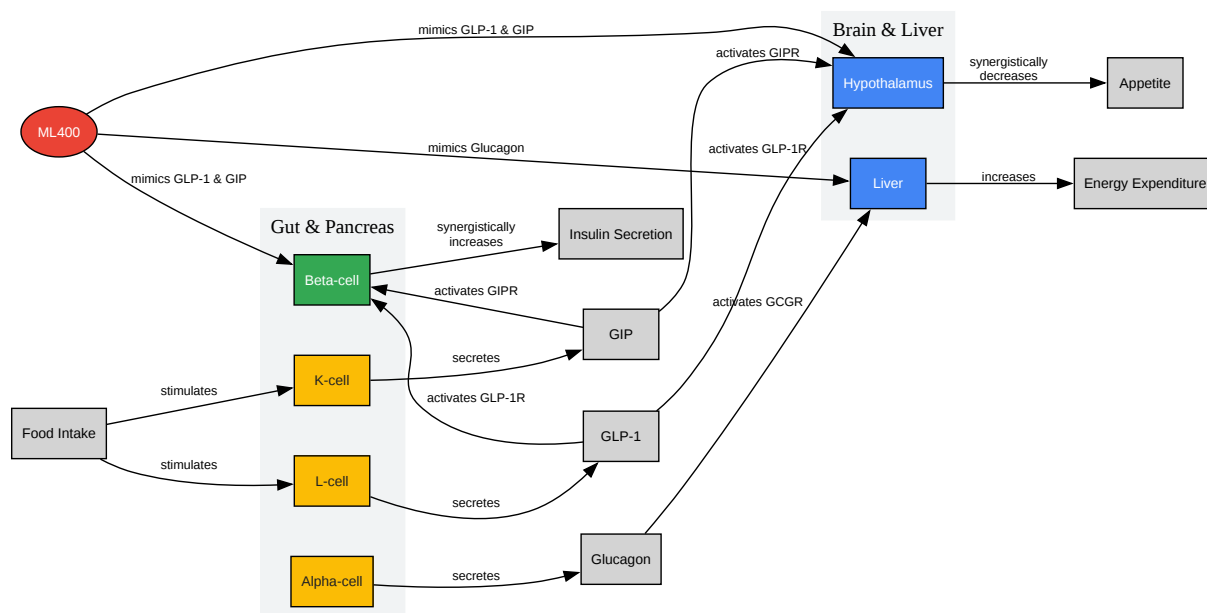 mimics GLP-1 & GIP
Brain & Liver
activates GIPR
Hypothalamus
synergistically
decreases
Appetite
ML400
mimics Glucagon
activates GLP-1R
mimics GLP-1 & GIP
Liver
increases
Energy Expenditure
Gut & Pancreas
synergistically
increases
Insulin Secretion
Beta-cell
activates GIPR
activates GCGR
GIP
K-cell
secretes
stimulates
activates GLP-1R
Food Intake
GLP-1
stimulates
L-cell
secretes
Glucagon
Alpha-cell
secretes